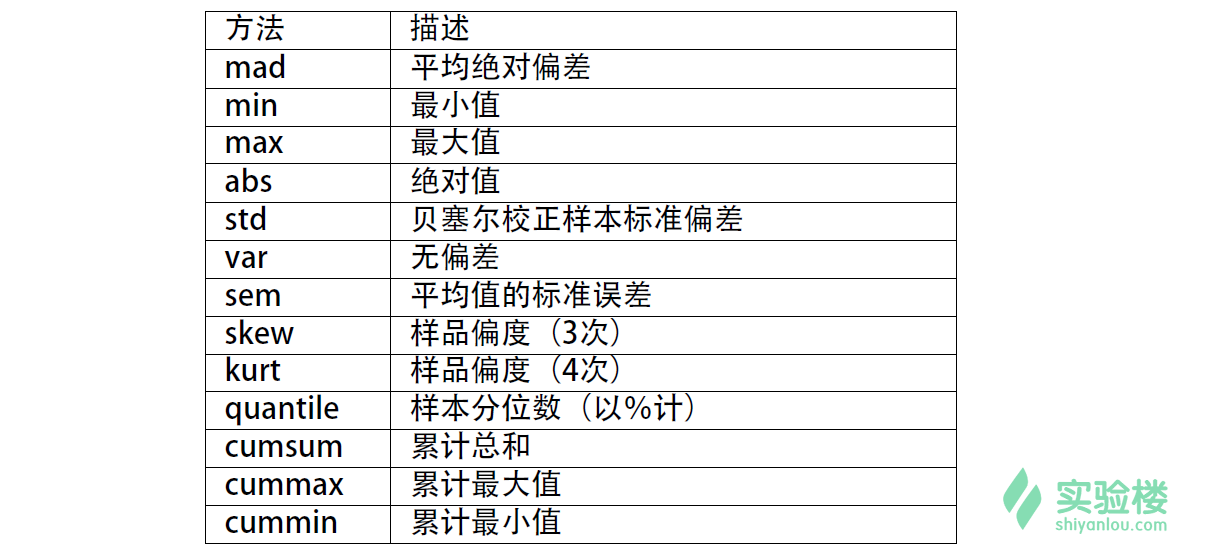 方法 描述
mad 平均绝对偏差
min 最小值
max 最大值
abs 绝对值
std 贝塞尔校正样本标准偏差
var 无偏差
sem 平均值的标准误差
skew 样品偏度（3次）
kurt 样品偏度（4次）
quantile 样本分位数（以%计）
cumsum 累计总和
cummax 累计最大值
cummin 累计最小值
实验楼
shiyanlou.com